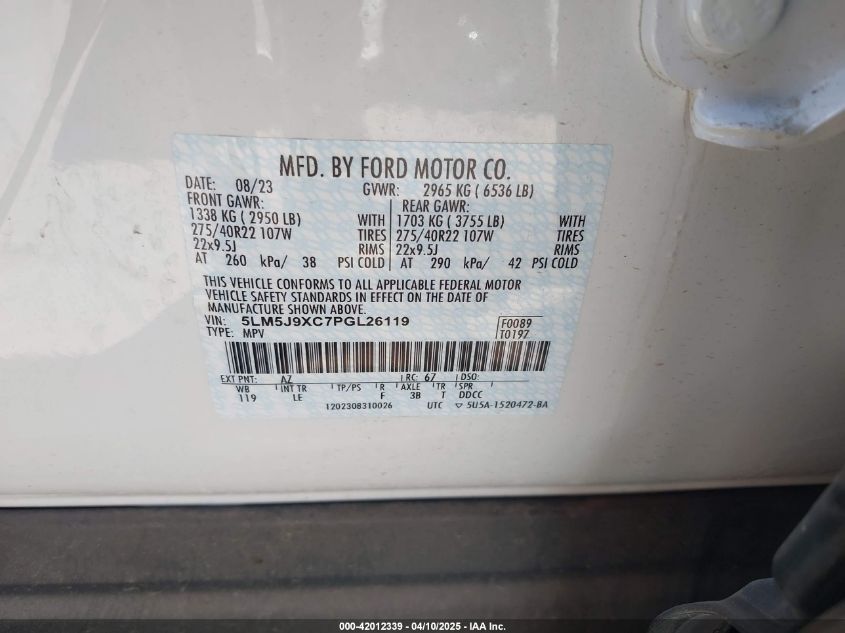 MFD. BY FORD MOTOR CO.
DATE: 08/23 GVWR: 2965 KG ( 6536 LB)
FRONT GAWR: REAR GAWR:
1338 KG ( 2950 LB) WITH 1703 KG ( 3755 LB) WITH
275/40R22 107W TIRES 275/40R22 107W TIRES
22x9.5J RIMS 22x9.5J RIMS
AT 260 kPa/ 38 PSI COLD AT 290 kPa/ 42 PSI COLD
THIS VEHICLE CONFORMS TO ALL APPLICABLE FEDERAL MOTOR
VEHICLE SAFETY STANDARDS IN EFFECT ON THE DATE OF
MANUFACTURE SHOWN ABOVE.
VIN: 5LM5J9XC7PGL26119 F0089
TYPE: MPV T0197
EXT PNT: AZ RC: 67 DSO:
WB INT TR TP/PS R AXLE TR SPR
119 LE F 3B T DDCC
1202308310026 UTC ▽ 5U5A-1520472-BA
000-42012339 - 04/10/2025 - IAA Inc.